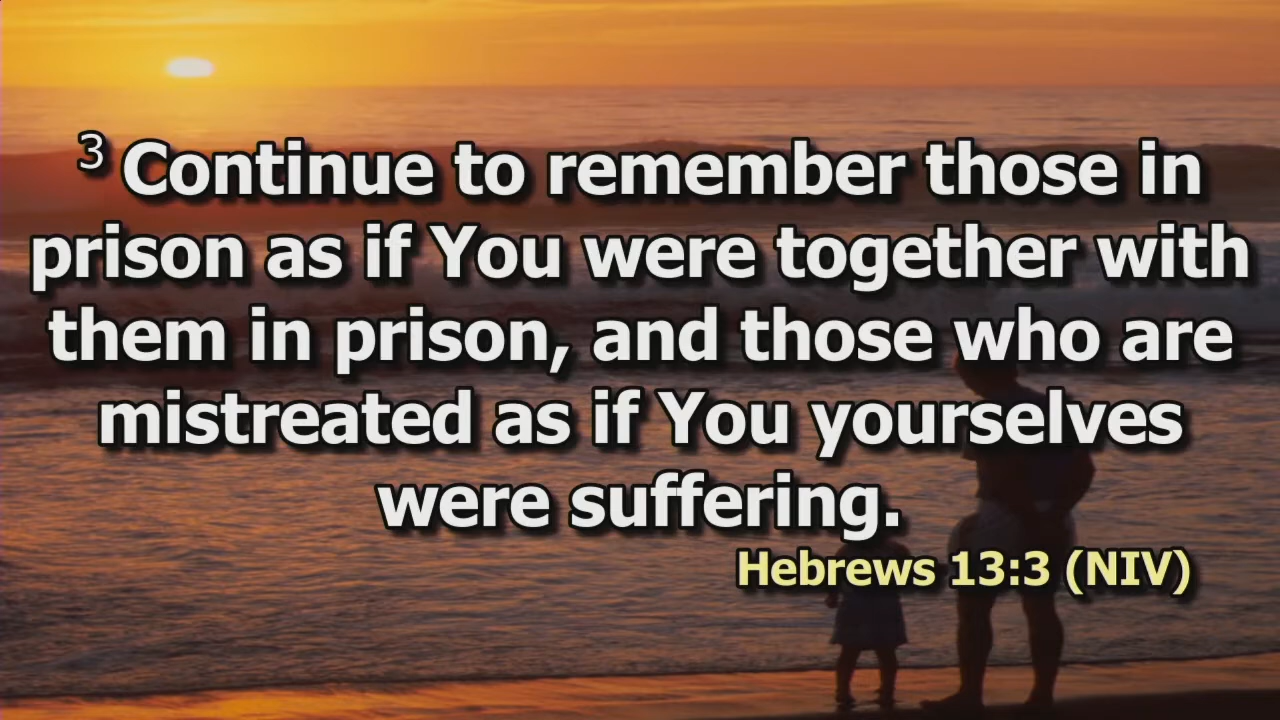 3 Continue to remember those in
prison as if You were together with
them in prison, and those who are
mistreated as if You yourselves
were suffering.
Hebrews 13:3 (NIV)